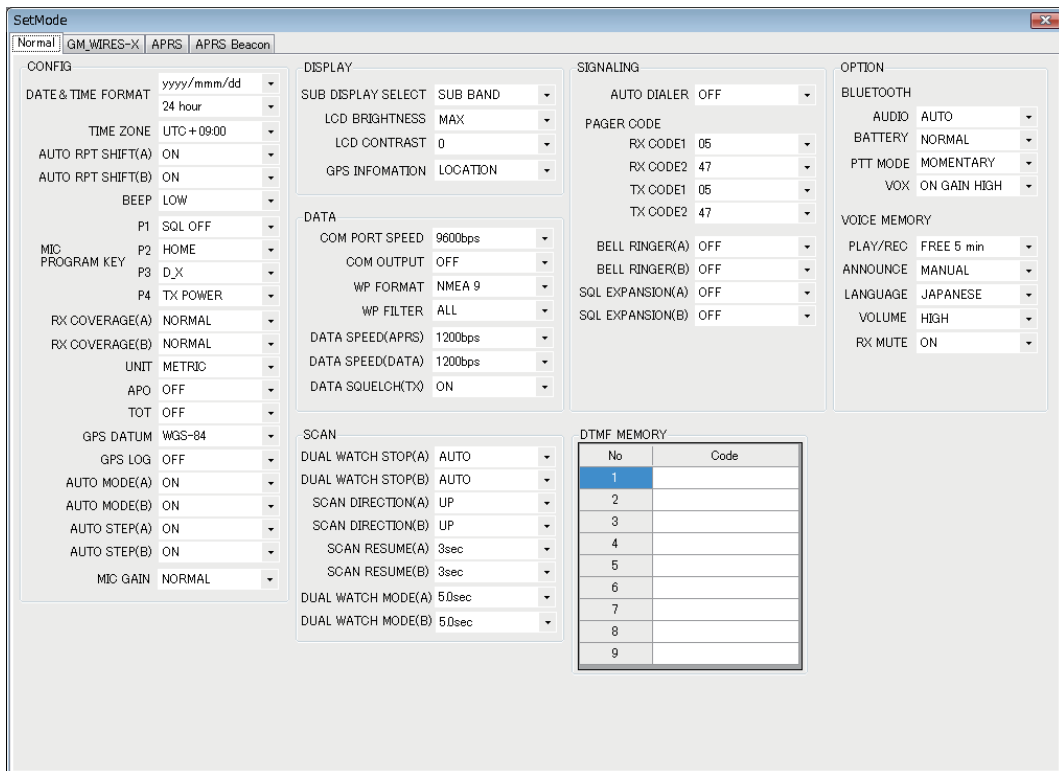 SetMode
Normal GM_WIRES-X APRS APRS Beacon
CONFIG
DATE & TIME FORMAT yyyy/mmm/dd
24 hour
TIME ZONE UTC + 09:00
AUTO RPT SHIFT(A) ON
AUTO RPT SHIFT(B) ON
BEEP LOW
MIC PROGRAM KEY
P1 SQL OFF
P2 HOME
P3 D_X
P4 TX POWER
RX COVERAGE(A) NORMAL
RX COVERAGE(B) NORMAL
UNIT METRIC
APO OFF
TOT OFF
GPS DATUM WGS-84
GPS LOG OFF
AUTO MODE(A) ON
AUTO MODE(B) ON
AUTO STEP(A) ON
AUTO STEP(B) ON
MIC GAIN NORMAL
DISPLAY
SUB DISPLAY SELECT SUB BAND
LCD BRIGHTNESS MAX
LCD CONTRAST 0
GPS INFOMATION LOCATION
DATA
COM PORT SPEED 9600bps
COM OUTPUT OFF
WP FORMAT NMEA 9
WP FILTER ALL
DATA SPEED(APRS) 1200bps
DATA SPEED(DATA) 1200bps
DATA SQUELCH(TX) ON
SCAN
DUAL WATCH STOP(A) AUTO
DUAL WATCH STOP(B) AUTO
SCAN DIRECTION(A) UP
SCAN DIRECTION(B) UP
SCAN RESUME(A) 3sec
SCAN RESUME(B) 3sec
DUAL WATCH MODE(A) 5.0sec
DUAL WATCH MODE(B) 5.0sec
SIGNALING
AUTO DIALER OFF
PAGER CODE
RX CODE1 05
RX CODE2 47
TX CODE1 05
TX CODE2 47
BELL RINGER(A) OFF
BELL RINGER(B) OFF
SQL EXPANSION(A) OFF
SQL EXPANSION(B) OFF
DTMF MEMORY
No Code
1
2
3
4
5
6
7
8
9
OPTION
BLUETOOTH
AUDIO AUTO
BATTERY NORMAL
PTT MODE MOMENTARY
VOX ON GAIN HIGH
VOICE MEMORY
PLAY/REC FREE 5 min
ANNOUNCE MANUAL
LANGUAGE JAPANESE
VOLUME HIGH
RX MUTE ON